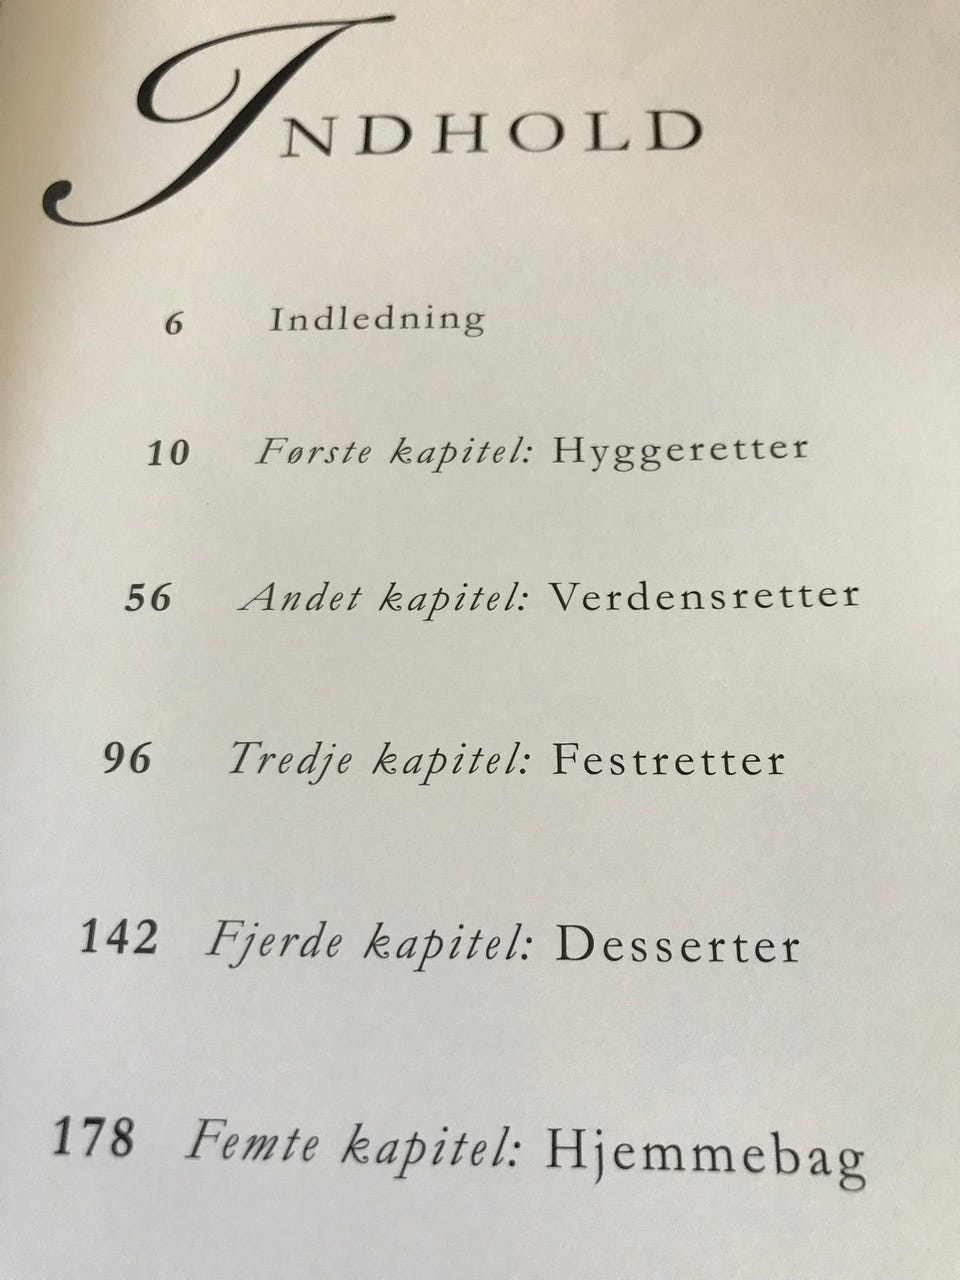 INDHOLD
6 Indledning
10 Første kapitel: Hyggeretter
56 Andet kapitel: Verdensretter
96 Tredje kapitel: Festretter
142 Fjerde kapitel: Desserter
178 Femte kapitel: Hjemmebag